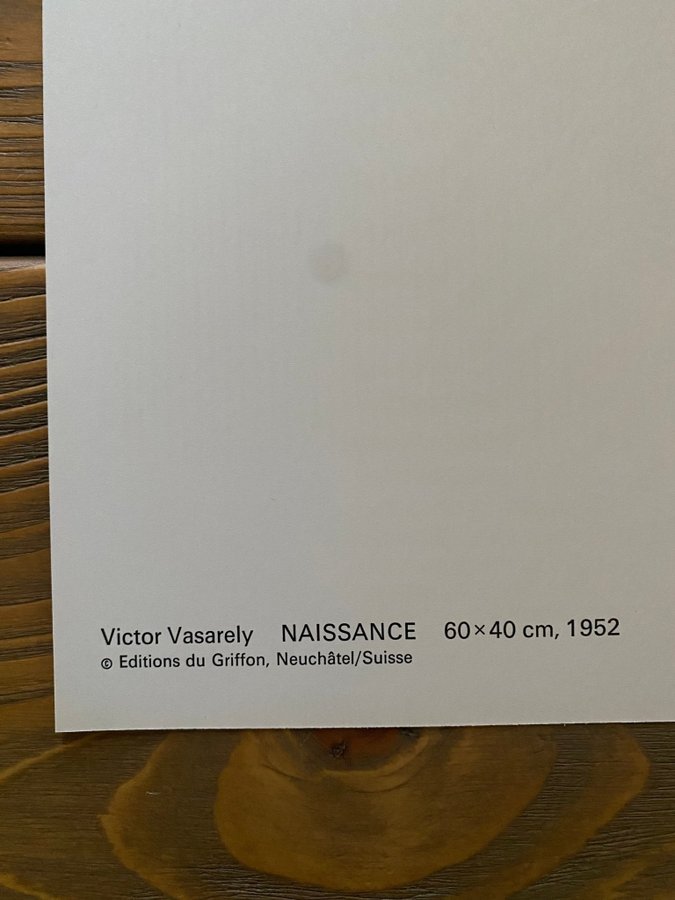 Victor Vasarely NAISSANCE 60×40 cm, 1952
© Editions du Griffon, Neuchâtel/Suisse